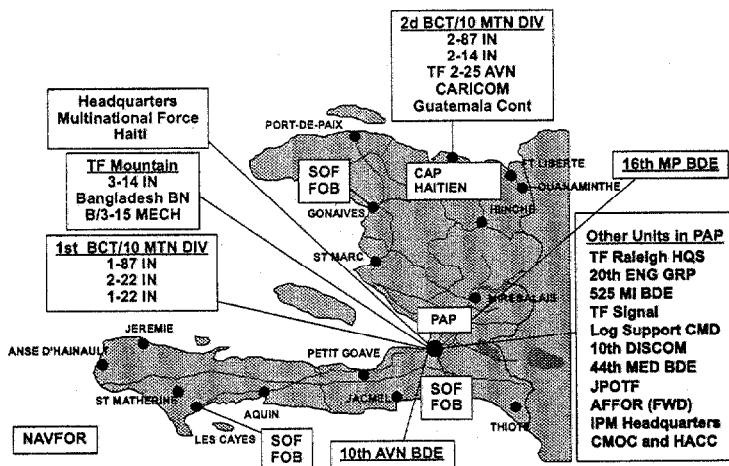 2d BCT/10 MTN DIV
2-87 IN
2-14 IN
TF 2-25 AVN
CARICOM
Guatemala Cont
Headquarters
Multinational Force
Haiti
TF Mountain
3-14 IN
Bangladesh BN
B/3-15 MECH
1st BCT/10 MTN DIV
1-87 IN
2-22 IN
1-22 IN
16th MP BDE
Other Units in PAP
TF Raleigh HQS
20th ENG GRP
525 MI BDE
TF Signal
Log Support CMD
10th DISCOM
44th MED BDE
JPOTF
AFFOR (FWD)
IPM Headquarters
CMOC and HACC
PORT-DE-PAIX
SOF
FOB
CAP
HAITIEN
FT LIBERTE
OUANAMINTHE
GONAIVES
HINCHE
ST MARC
MIREBALAIS
PAP
JEREMIE
ANSE D'HAINAULT
PETIT GOAVE
ST MATHERINE
AQUIN
JACMEL
SOF
FOB
THIOTE
LES CAYES
SOF
FOB
NAVFOR
10th AVN BDE